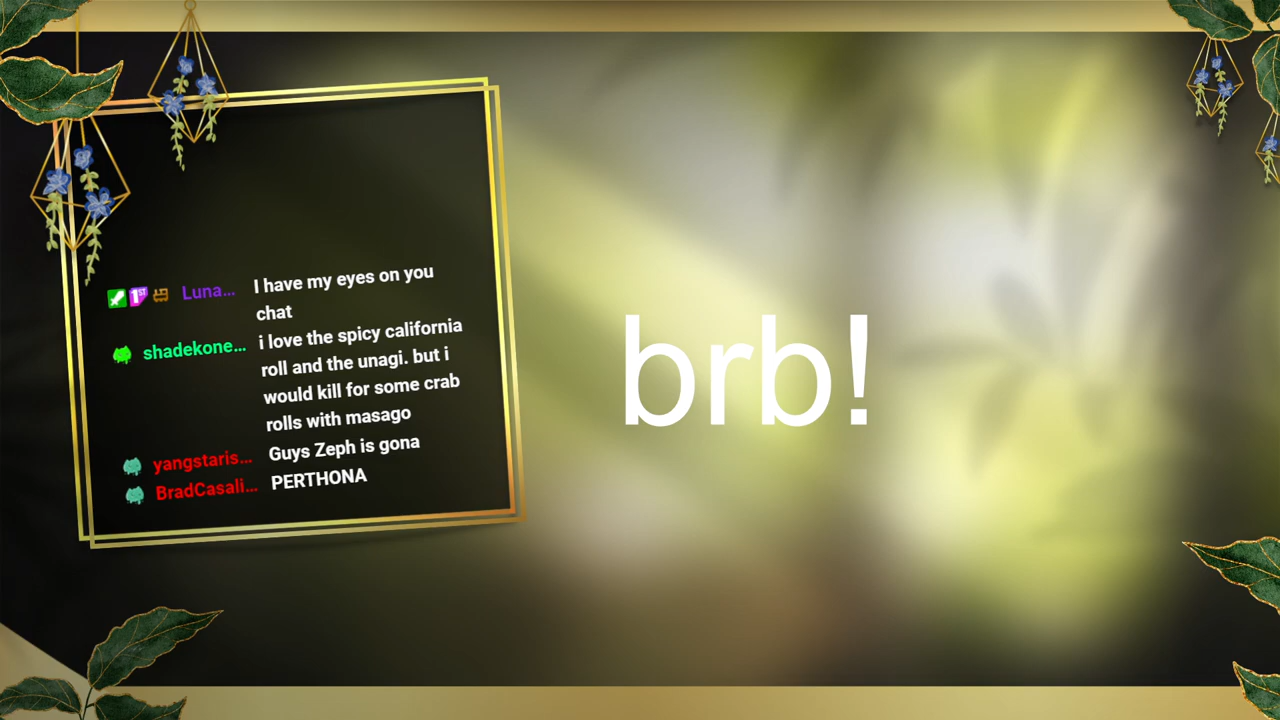 1ST Luna... I have my eyes on you
chat
shadekone... i love the spicy california
roll and the unagi. but i
would kill for some crab
rolls with masago
yangstaris... Guys Zeph is gona
BradCasali... PERTHONA
brb!